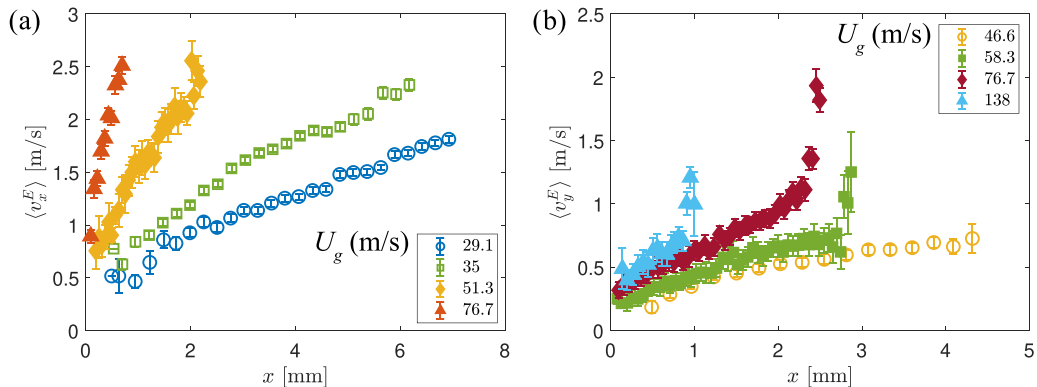 (a)
3
2.5
2
1.5
1
0.5
0
⟨v_x^E⟩ [m/s]
0 2 4 6 8
x [mm]
U_g (m/s)
29.1
35
51.3
76.7
(b)
2.5
2
1.5
1
0.5
0
⟨v_y^E⟩ [m/s]
0 1 2 3 4 5
x [mm]
U_g (m/s)
46.6
58.3
76.7
138